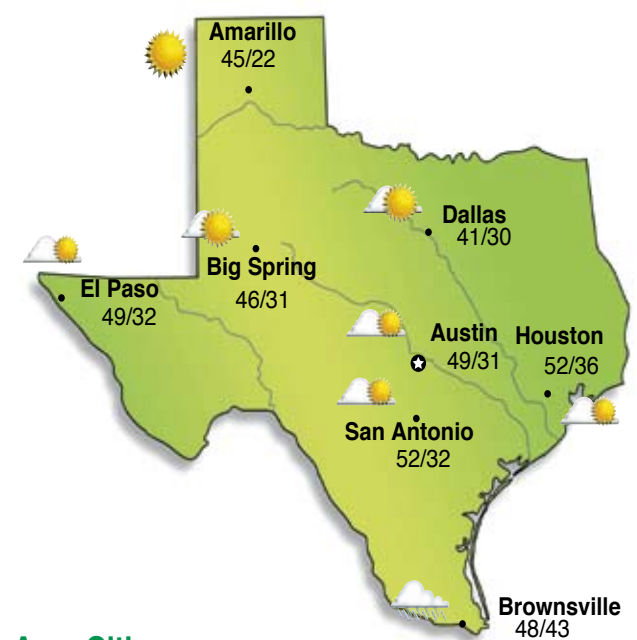 Amarillo
45/22
Dallas
41/30
Big Spring
46/31
El Paso
49/32
Austin
49/31
Houston
52/36
San Antonio
52/32
Brownsville
48/43